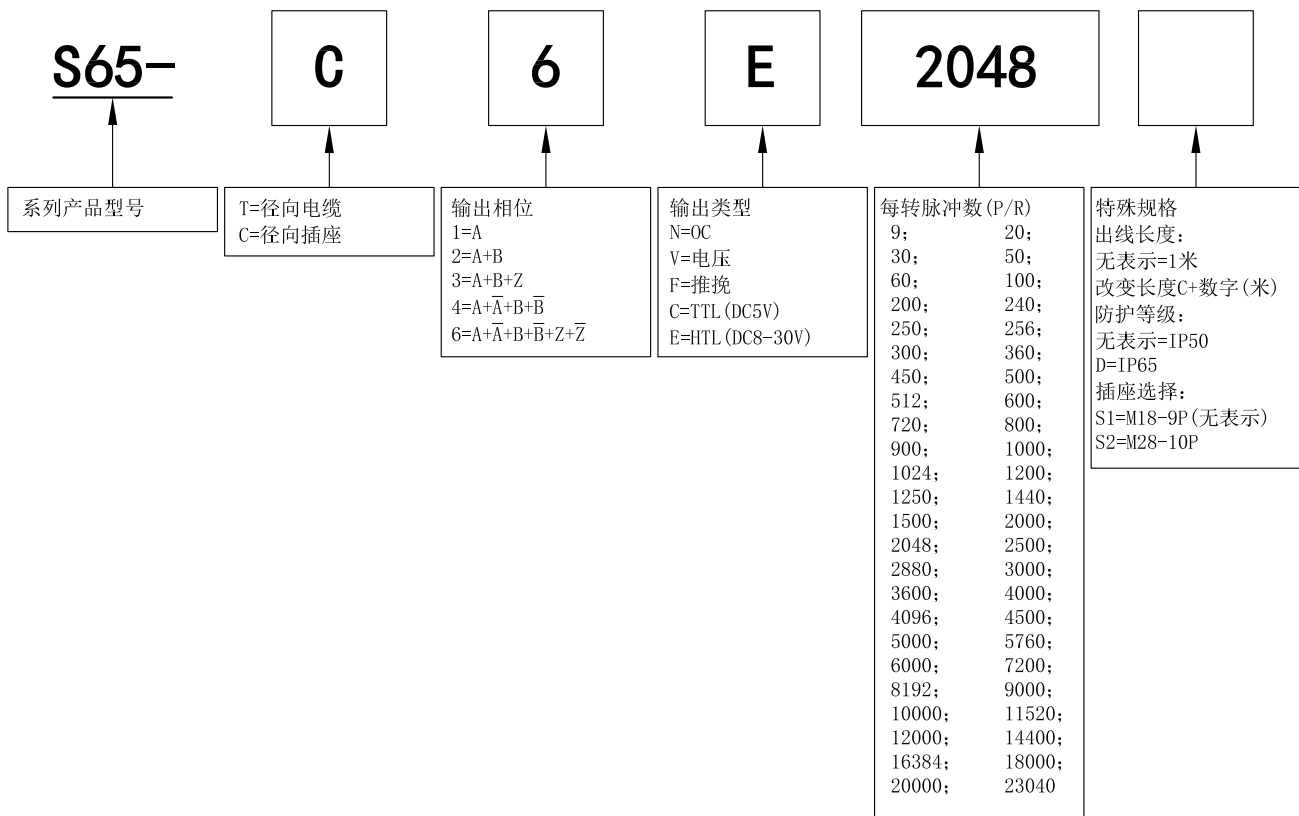 S65- C 6 E 2048
系列产品型号
T=径向电缆
C=径向插座
输出相位
1=A
2=A+B
3=A+B+Z
4=A+A̅+B+B̅
6=A+A̅+B+B̅+Z+Z̅
输出类型
N=OC
V=电压
F=推挽
C=TTL(DC5V)
E=HTL(DC8-30V)
每转脉冲数(P/R)
9; 20;
30; 50;
60; 100;
200; 240;
250; 256;
300; 360;
450; 500;
512; 600;
720; 800;
900; 1000;
1024; 1200;
1250; 1440;
1500; 2000;
2048; 2500;
2880; 3000;
3600; 4000;
4096; 4500;
5000; 5760;
6000; 7200;
8192; 9000;
10000; 11520;
12000; 14400;
16384; 18000;
20000; 23040
特殊规格
出线长度:
无表示=1米
改变长度C+数字(米)
防护等级:
无表示=IP50
D=IP65
插座选择:
S1=M18-9P(无表示)
S2=M28-10P